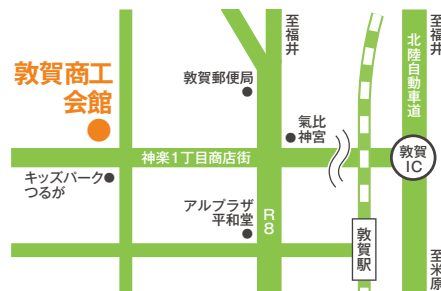 至福井
至福井
北陸自動車道
敦賀商工
会館
敦賀郵便局
氣比
神宮
神楽1丁目商店街
敦賀
IC
キッズパーク
つるが
アルプラザ
平和堂
R8
敦賀駅
至米原